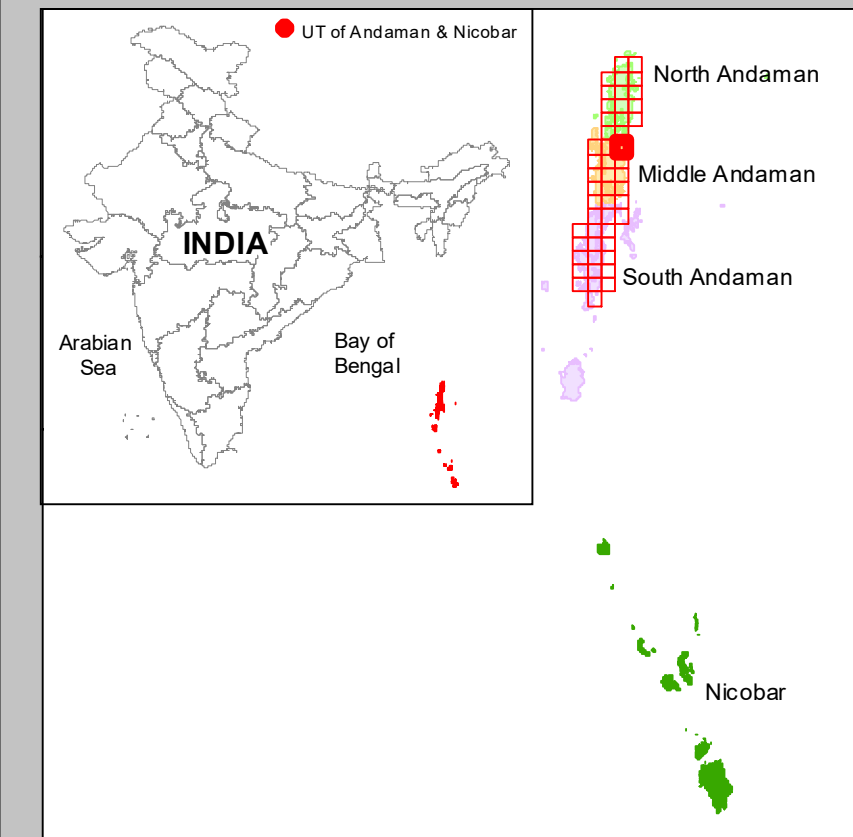 UT of Andaman & Nicobar
North Andaman
Middle Andaman
INDIA
South Andaman
Arabian
Sea
Bay of
Bengal
Nicobar